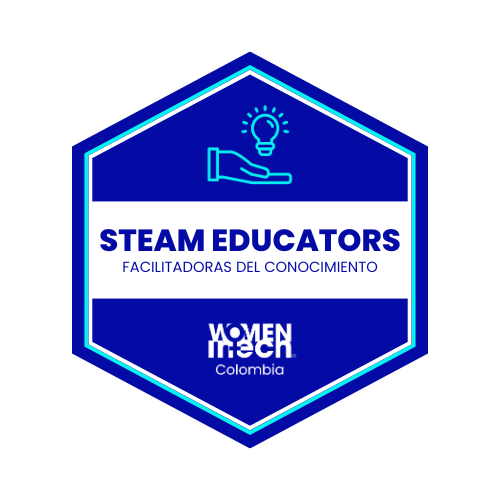 STEAM EDUCATORS
FACILITADORAS DEL CONOCIMIENTO
WOMEN
in tech®
Colombia